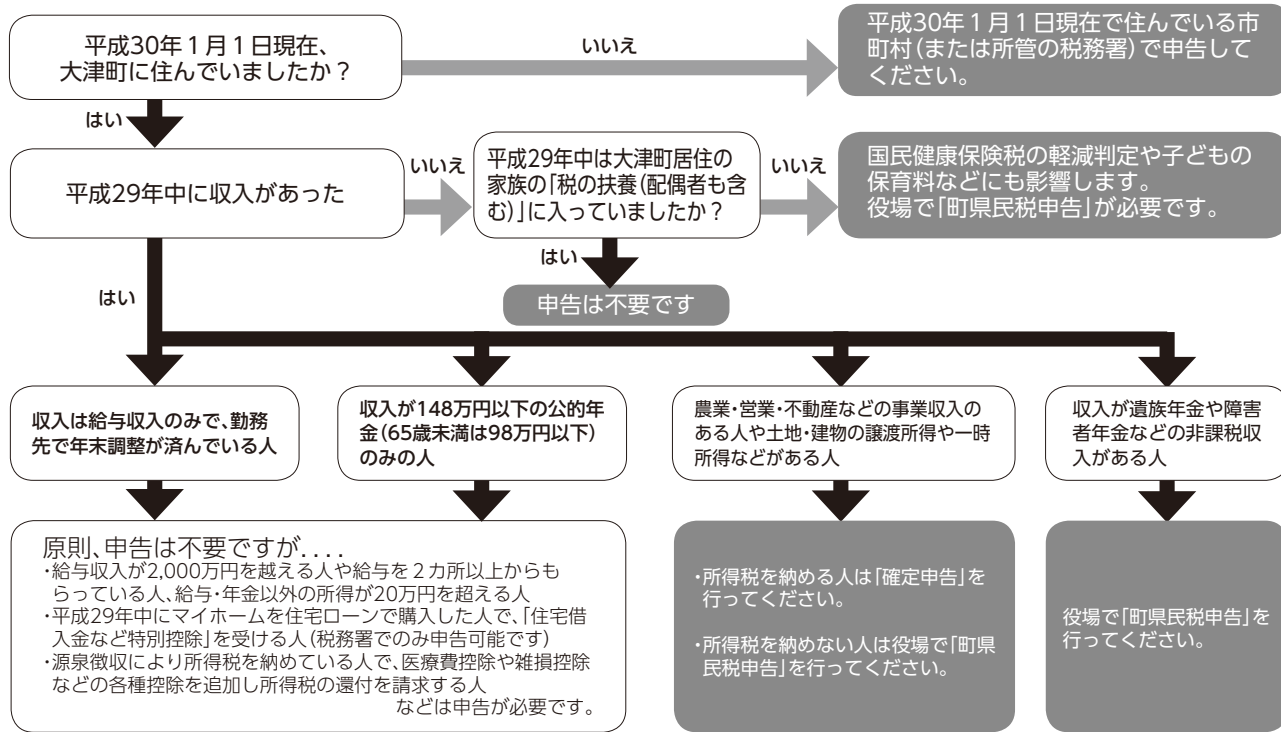 平成30年1月1日現在、
大津町に住んでいましたか？
いいえ
平成30年1月1日現在で住んでいる市
町村（または所管の税務署）で申告して
ください。
はい
平成29年中に収入があった
いいえ
平成29年中は大津町居住の
家族の「税の扶養（配偶者も含
む）」に入っていましたか？
いいえ
国民健康保険税の軽減判定や子どもの
保育料などにも影響します。
役場で「町県民税申告」が必要です。
はい
申告は不要です
はい
収入は給与収入のみで、勤務
先で年末調整が済んでいる人
収入が148万円以下の公的年
金（65歳未満は98万円以下）
のみの人
農業・営業・不動産などの事業収入の
ある人や土地・建物の譲渡所得や一時
所得などがある人
収入が遺族年金や障害
者年金などの非課税収
入がある人
原則、申告は不要ですが....
・給与収入が2,000万円を越える人や給与を2カ所以上からも
らっている人、給与・年金以外の所得が20万円を超える人
・平成29年中にマイホームを住宅ローンで購入した人で、「住宅借
入金など特別控除」を受ける人（税務署でのみ申告可能です）
・源泉徴収により所得税を納めている人で、医療費控除や雑損控除
などの各種控除を追加し所得税の還付を請求する人
などは申告が必要です。
・所得税を納める人は「確定申告」を
行ってください。
・所得税を納めない人は役場で「町県
民税申告」を行ってください。
役場で「町県民税申告」を
行ってください。